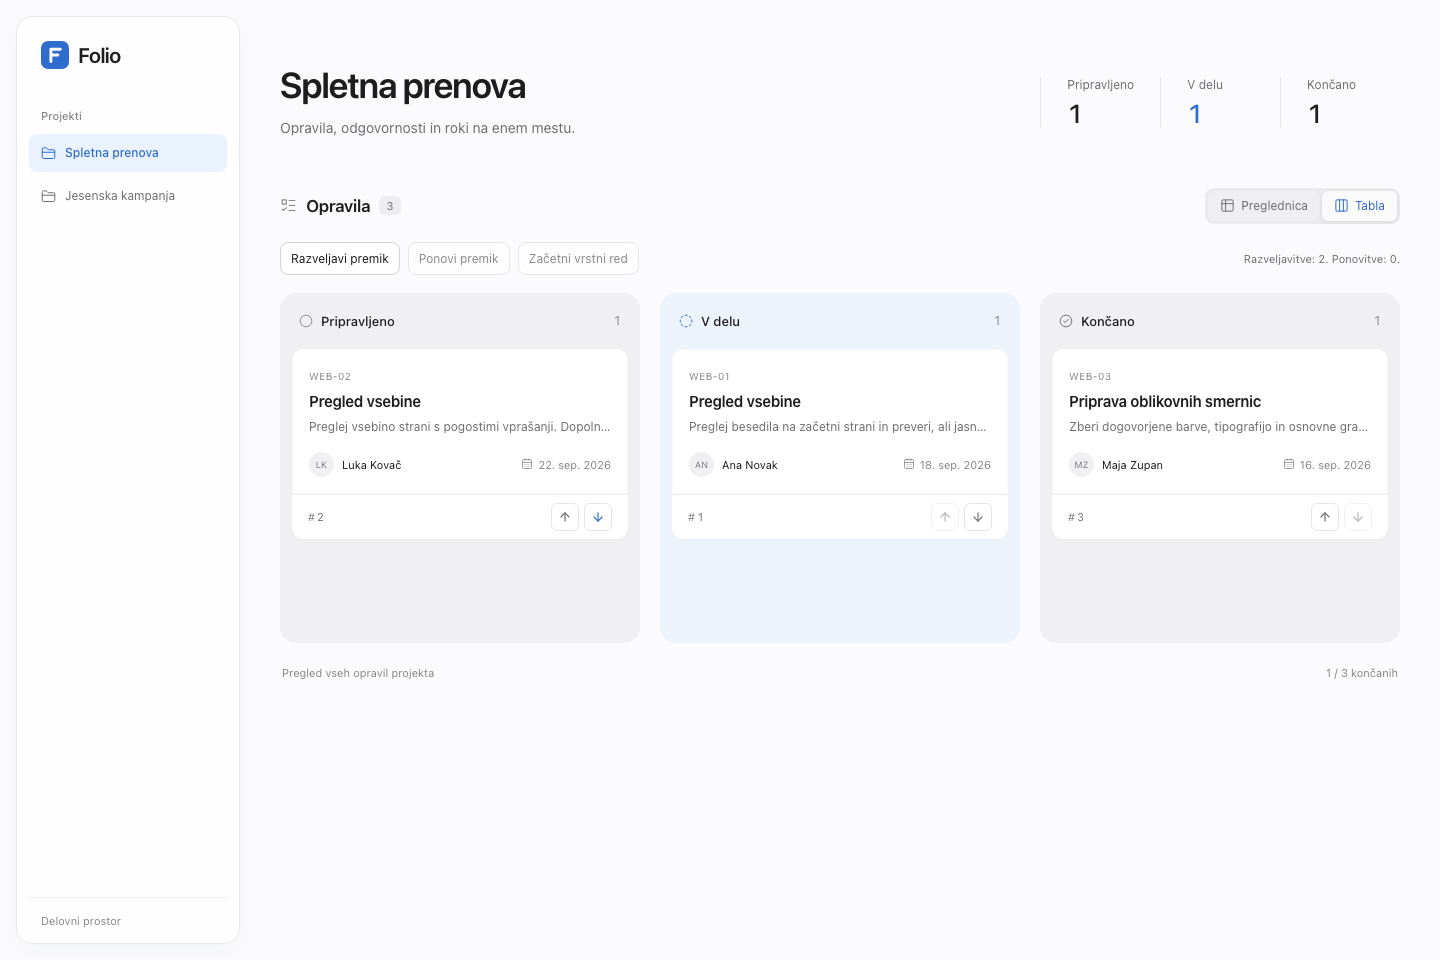 Folio
Projekti
Spletna prenova
Jesenska kampanja
Delovni prostor
Spletna prenova
Opravila, odgovornosti in roki na enem mestu.
Pripravljeno
1
V delu
1
Končano
1
Opravila 3
Preglednica
Tabla
Razveljavi premik
Ponovi premik
Začetni vrstni red
Razveljavitve: 2. Ponovitve: 0.
Pripravljeno 1
WEB-02
Pregled vsebine
Preglej vsebino strani s pogostimi vprašanji. Dopoln...
LK Luka Kovač 22. sep. 2026
# 2
V delu 1
WEB-01
Pregled vsebine
Preglej besedila na začetni strani in preveri, ali jasn...
AN Ana Novak 18. sep. 2026
# 1
Končano 1
WEB-03
Priprava oblikovnih smernic
Zberi dogovorjene barve, tipografijo in osnovne gra...
MZ Maja Zupan 16. sep. 2026
# 3
Pregled vseh opravil projekta
1 / 3 končanih